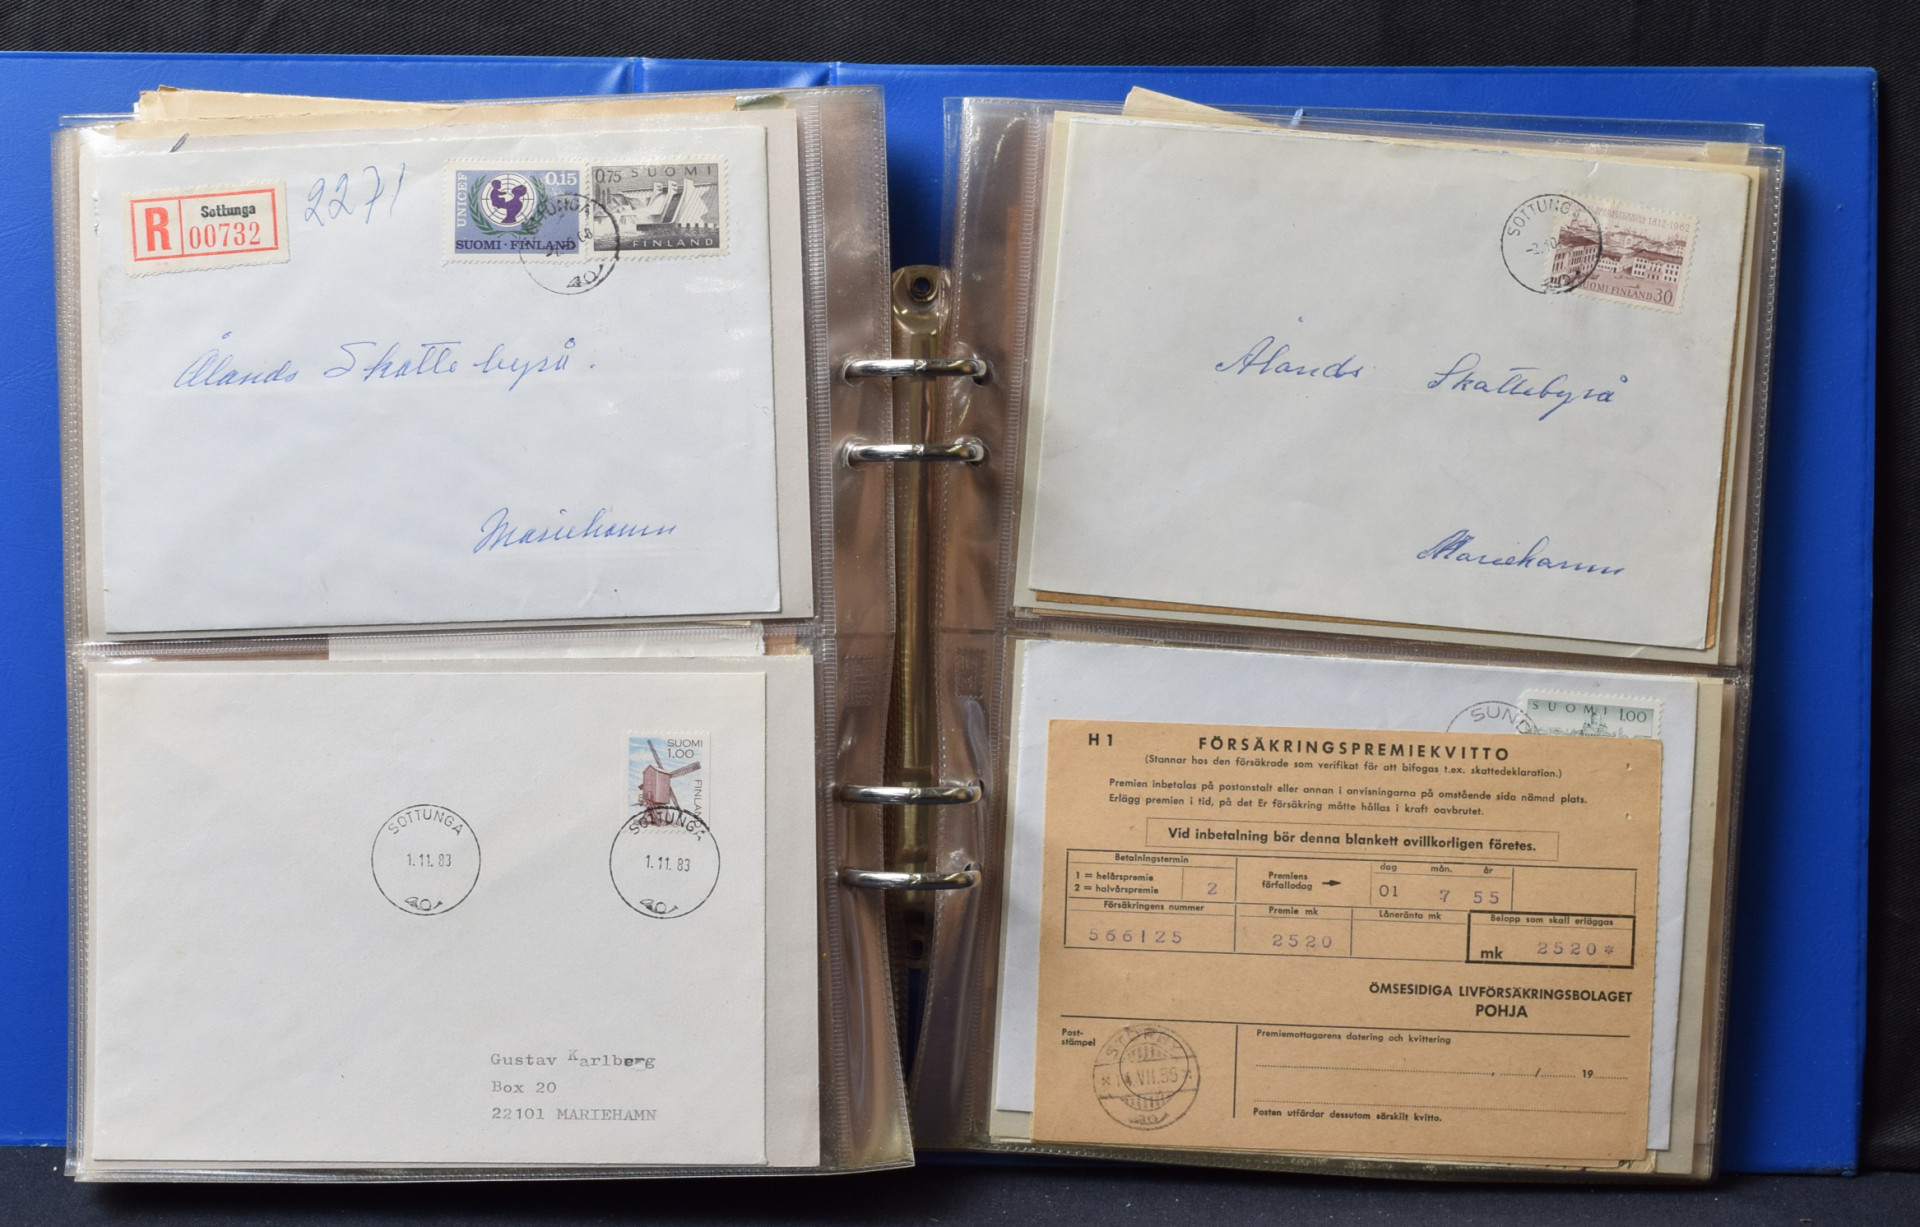 R Sottunga
00732
2271
UNICEF
0.15
SUOMI · FINLAND
0.75 SUOMI
FINLAND
Ålands Skattebyrå.
Mariehamn
SOTTUNGA
1812-1962
SUOMI FINLAND 30
Ålands Skattebyrå
Mariehamn
SUOMI
1.00
FINLAND
SOTTUNGA
1.11.83
SOTTUNGA
1.11.83
Gustav Karlberg
Box 20
22101 MARIEHAMN
SUOMI 1.00
H 1 FÖRSÄKRINGSPREMIEKVITTO
(Stannar hos den försäkrade som verifikat för att bifogas t.ex. skattedeklaration.)
Premien inbetalas på postanstalt eller annan i anvisningarna på omstående sida nämnd plats.
Erlägg premien i tid, på det Er försäkring måtte hållas i kraft oavbrutet.
Vid inbetalning bör denna blankett ovillkorligen företes.
Betalningstermin
1 = helårspremie
2 = halvårspremie
2
Premiens
förfallodag
dag mån. år
01 7 55
Försäkringens nummer
566125
Premie mk
2520
Låneränta mk
Belopp som skall erläggas
mk 2520*
ÖMSESIDIGA LIVFÖRSÄKRINGSBOLAGET
POHJA
Post-
stämpel
Premiemottagarens datering och kvittering
19
Posten utfärdar dessutom särskilt kvitto.